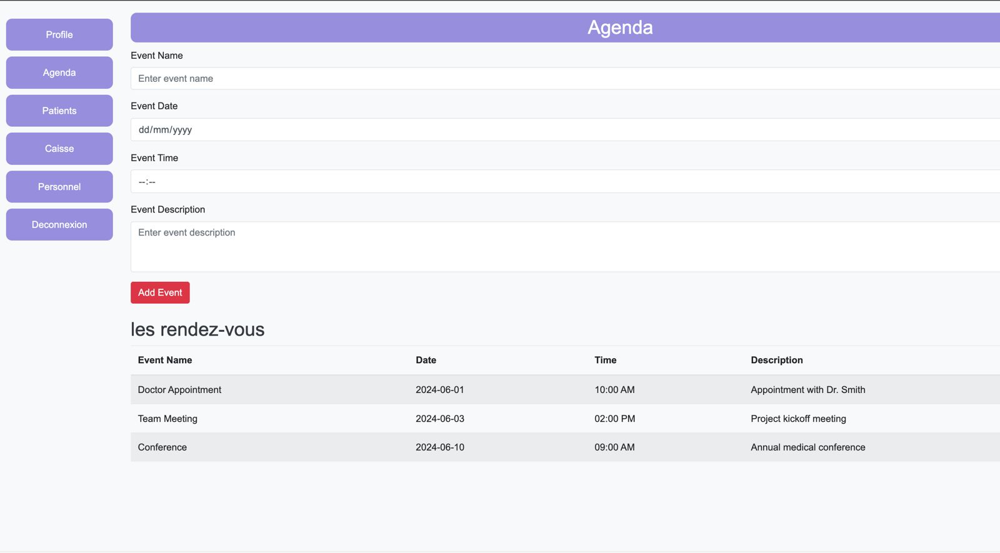 Profile
Agenda
Patients
Caisse
Personnel
Deconnexion
Agenda
Event Name
Enter event name
Event Date
dd/mm/yyyy
Event Time
--:--
Event Description
Enter event description
Add Event
les rendez-vous
Event Name Date Time Description
Doctor Appointment 2024-06-01 10:00 AM Appointment with Dr. Smith
Team Meeting 2024-06-03 02:00 PM Project kickoff meeting
Conference 2024-06-10 09:00 AM Annual medical conference